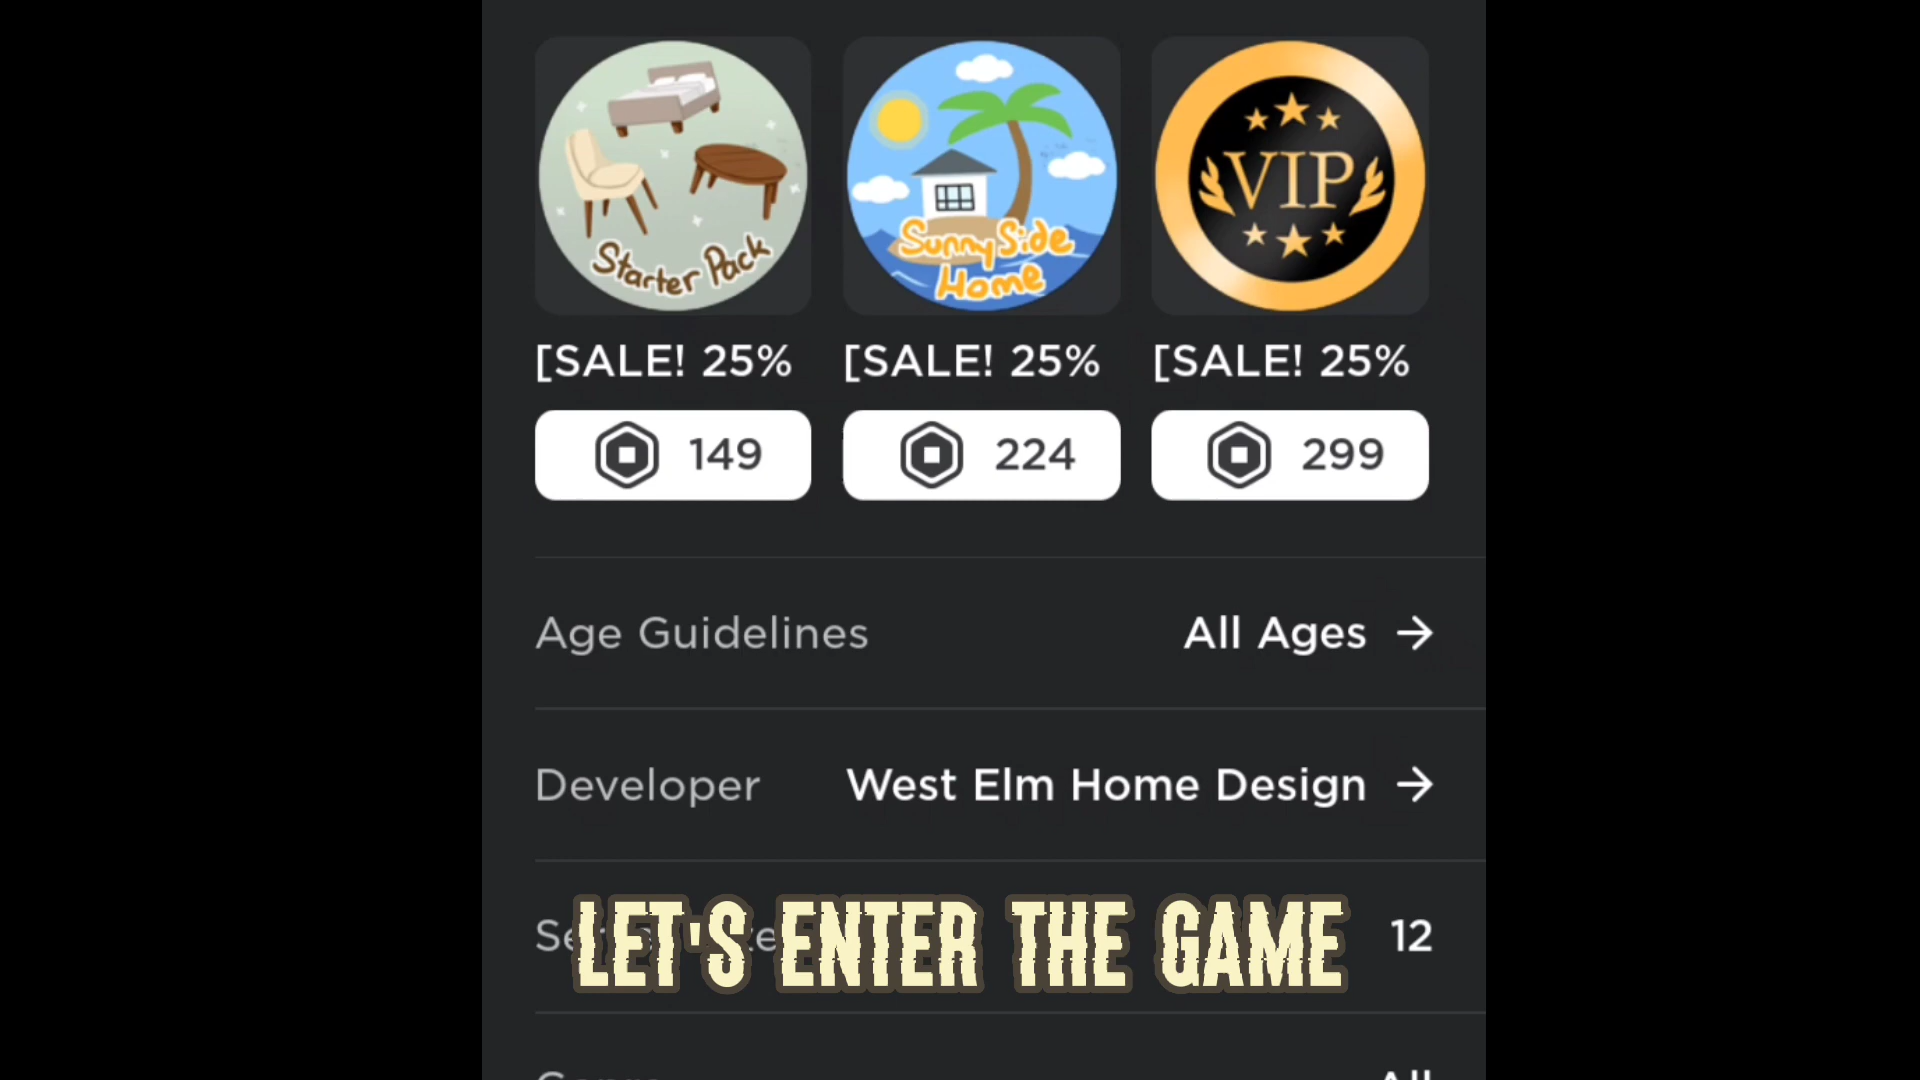 Starter Pack
Sunny Side
Home
VIP
[SALE! 25%
[SALE! 25%
[SALE! 25%
149
224
299
Age Guidelines
All Ages
Developer
West Elm Home Design
12
LET'S ENTER THE GAME
All